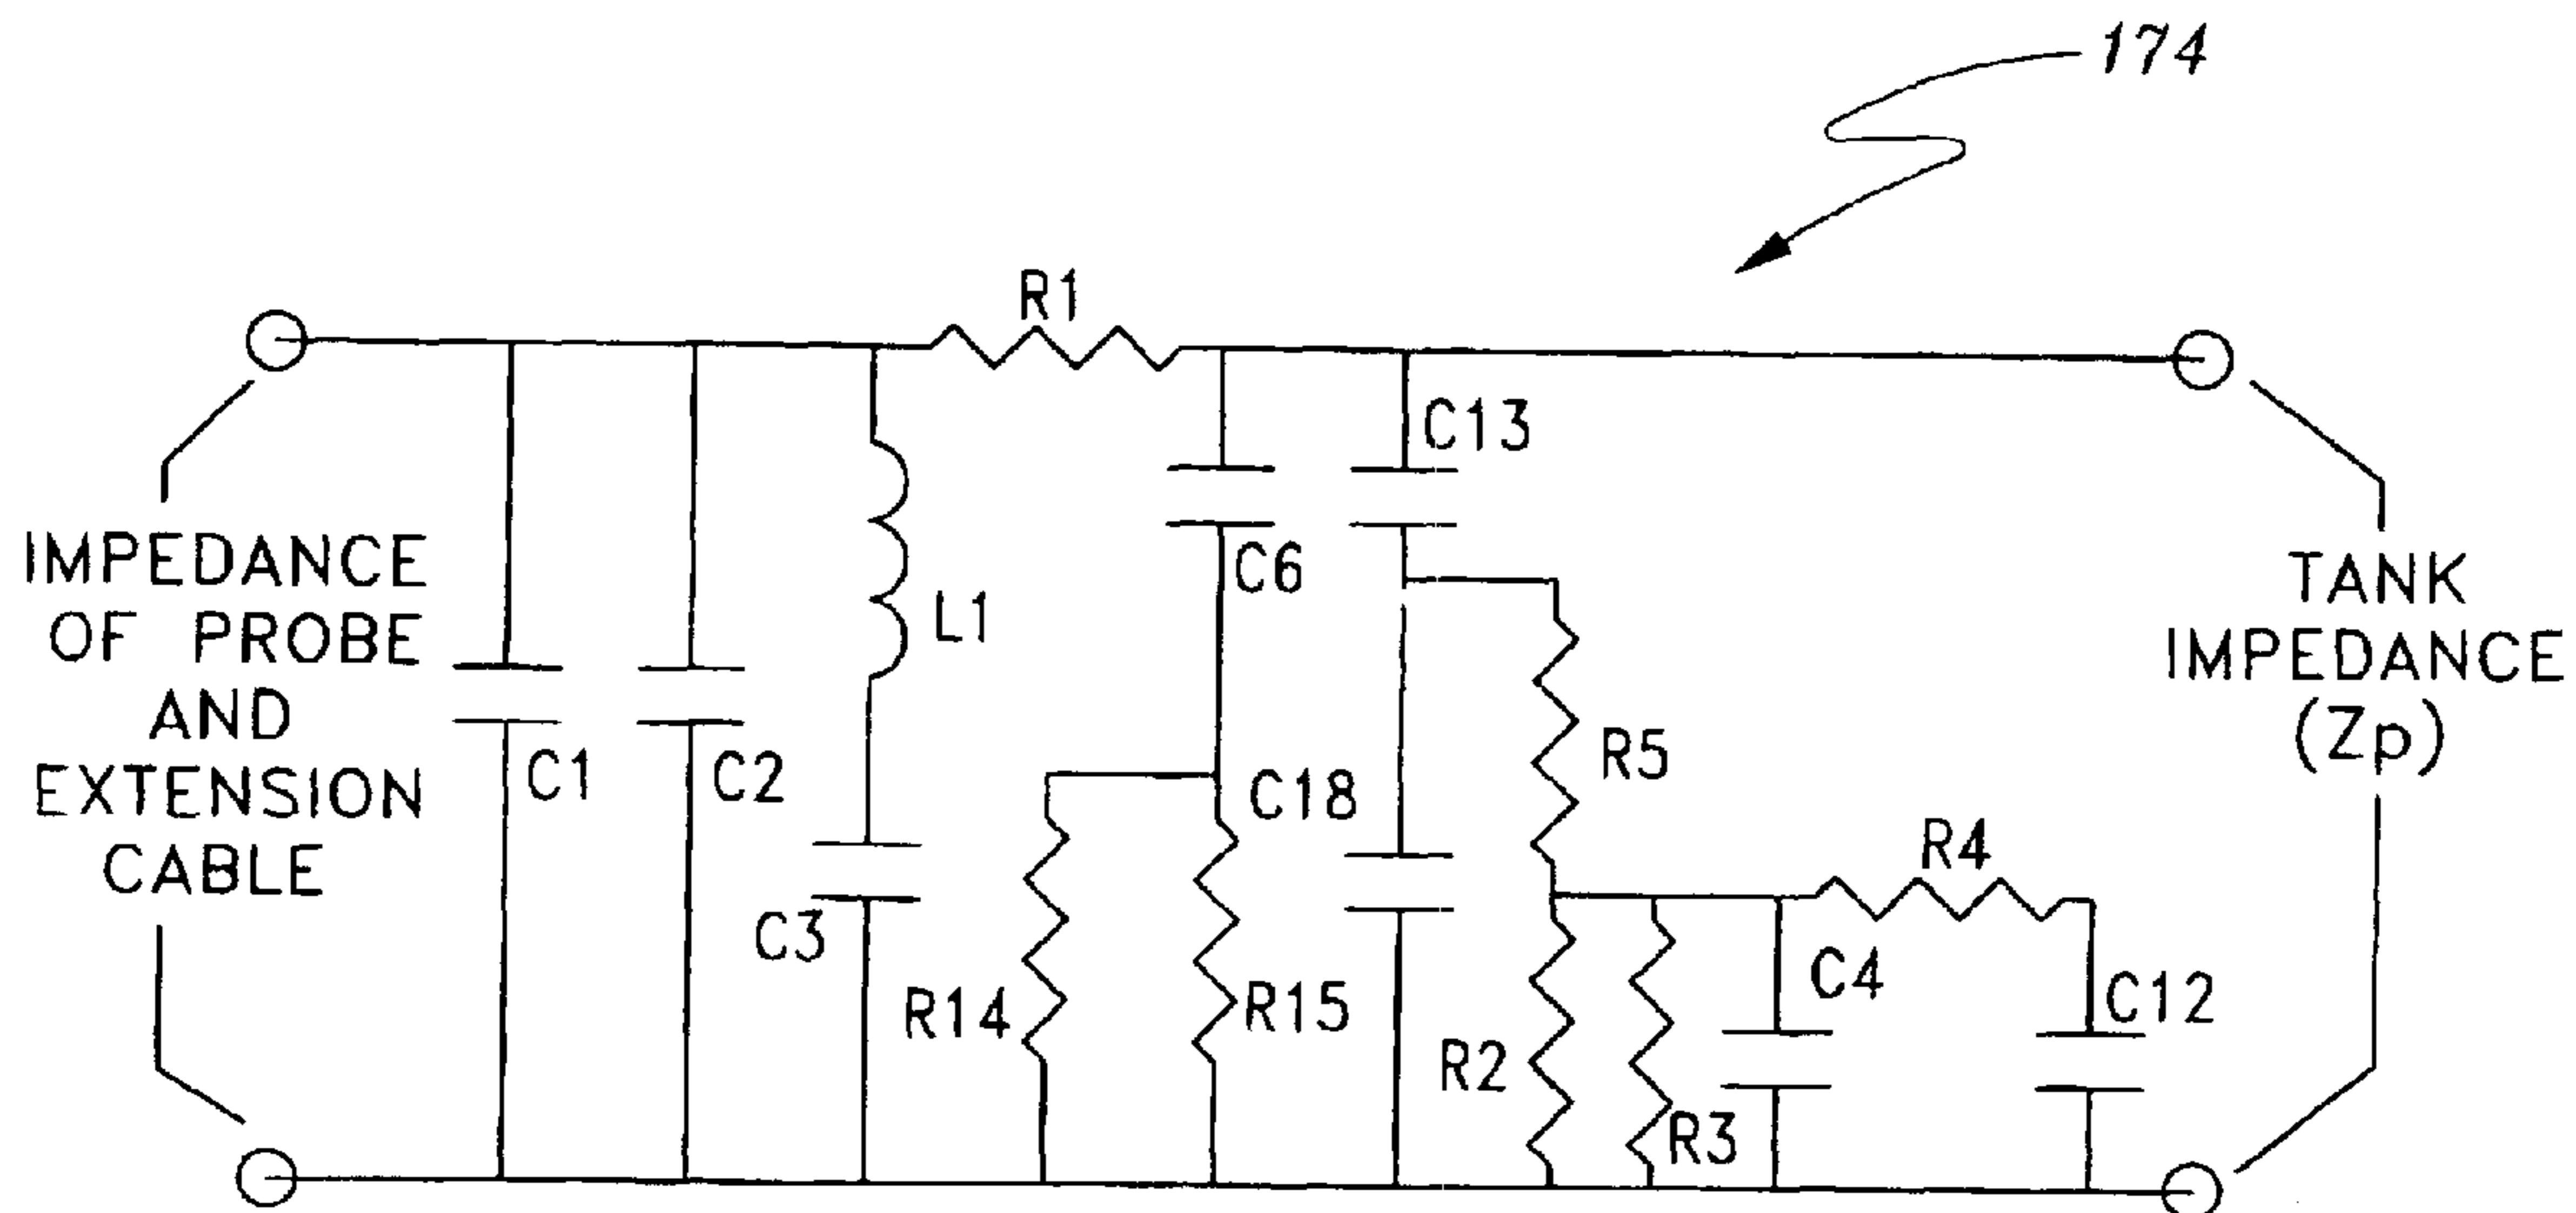 174
R1
C13
IMPEDANCE
OF PROBE
AND
EXTENSION
CABLE
C1
C2
L1
C3
C6
C18
R14
R15
R5
R4
R2
R3
C4
C12
TANK
IMPEDANCE
(Zp)